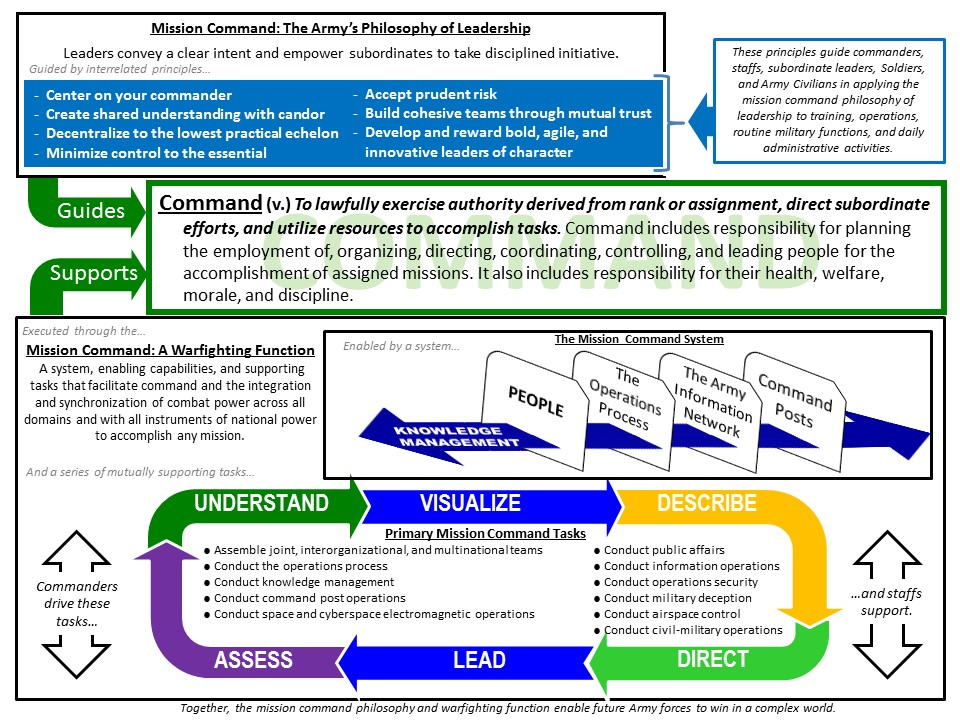 Mission Command: The Army's Philosophy of Leadership
Leaders convey a clear intent and empower subordinates to take disciplined initiative.
Guided by interrelated principles...
- Center on your commander
- Create shared understanding with candor
- Decentralize to the lowest practical echelon
- Minimize control to the essential
- Accept prudent risk
- Build cohesive teams through mutual trust
- Develop and reward bold, agile, and
innovative leaders of character
These principles guide commanders,
staffs, subordinate leaders, Soldiers,
and Army Civilians in applying the
mission command philosophy of
leadership to training, operations,
routine military functions, and daily
administrative activities.
Guides
Supports
COMMAND
Command (v.) To lawfully exercise authority derived from rank or assignment, direct subordinate
efforts, and utilize resources to accomplish tasks. Command includes responsibility for planning
the employment of, organizing, directing, coordinating, controlling, and leading people for the
accomplishment of assigned missions. It also includes responsibility for their health, welfare,
morale, and discipline.
Executed through the...
Mission Command: A Warfighting Function
A system, enabling capabilities, and supporting
tasks that facilitate command and the integration
and synchronization of combat power across all
domains and with all instruments of national power
to accomplish any mission.
And a series of mutually supporting tasks...
Enabled by a system...
The Mission Command System
PEOPLE
The
Operations
Process
The Army
Information
Network
Command
Posts
KNOWLEDGE
MANAGEMENT
UNDERSTAND
VISUALIZE
DESCRIBE
Primary Mission Command Tasks
● Assemble joint, interorganizational, and multinational teams
● Conduct the operations process
● Conduct knowledge management
● Conduct command post operations
● Conduct space and cyberspace electromagnetic operations
● Conduct public affairs
● Conduct information operations
● Conduct operations security
● Conduct military deception
● Conduct airspace control
● Conduct civil-military operations
Commanders
drive these
tasks...
...and staffs
support.
ASSESS
LEAD
DIRECT
Together, the mission command philosophy and warfighting function enable future Army forces to win in a complex world.